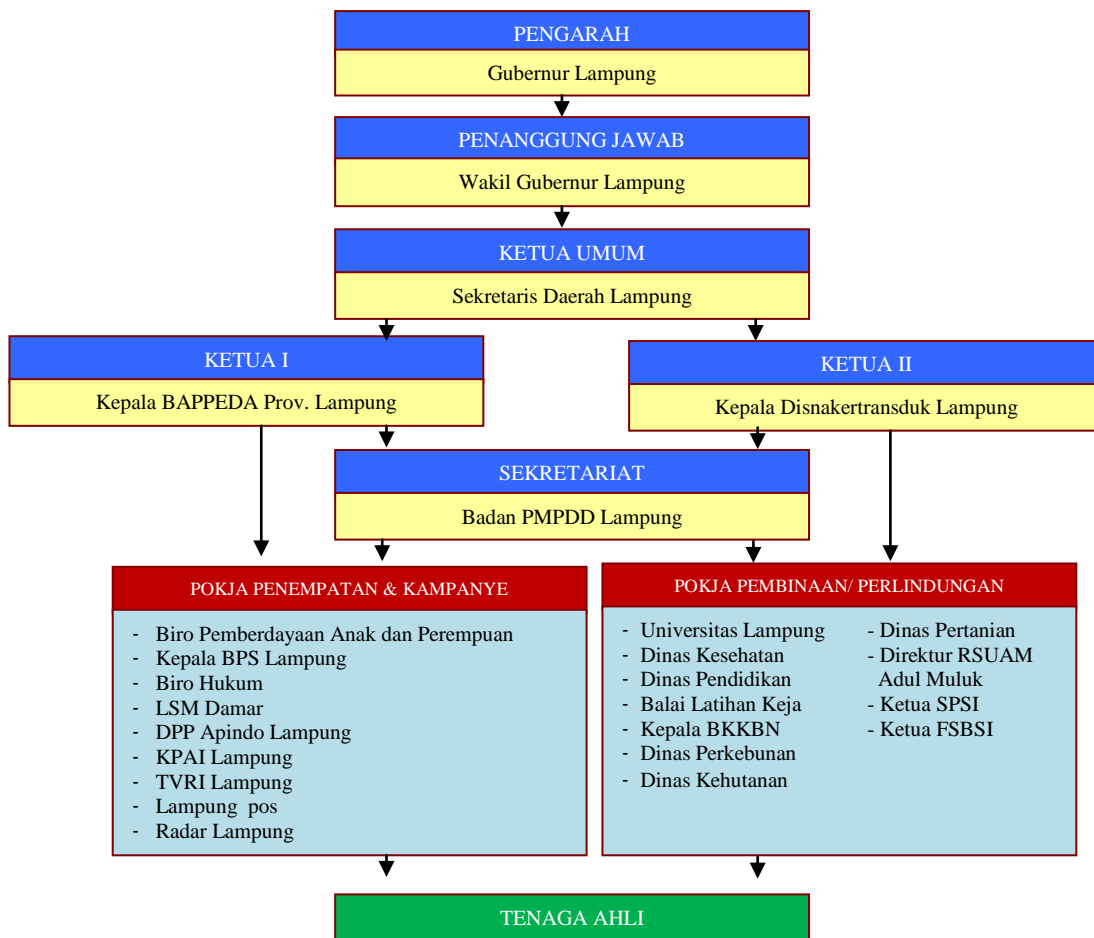 PENGARAH
Gubernur Lampung
PENANGGUNG JAWAB
Wakil Gubernur Lampung
KETUA UMUM
Sekretaris Daerah Lampung
KETUA I
Kepala BAPPEDA Prov. Lampung
KETUA II
Kepala Disnakertransduk Lampung
SEKRETARIAT
Badan PMPDD Lampung
POKJA PENEMPATAN & KAMPANYE
- Biro Pemberdayaan Anak dan Perempuan
- Kepala BPS Lampung
- Biro Hukum
- LSM Damar
- DPP Apindo Lampung
- KPAI Lampung
- TVRI Lampung
- Lampung pos
- Radar Lampung
POKJA PEMBINAAN/ PERLINDUNGAN
- Universitas Lampung
- Dinas Kesehatan
- Dinas Pendidikan
- Balai Latihan Keja
- Kepala BKKBN
- Dinas Perkebunan
- Dinas Kehutanan
- Dinas Pertanian
- Direktur RSUAM
Adul Muluk
- Ketua SPSI
- Ketua FSBSI
TENAGA AHLI